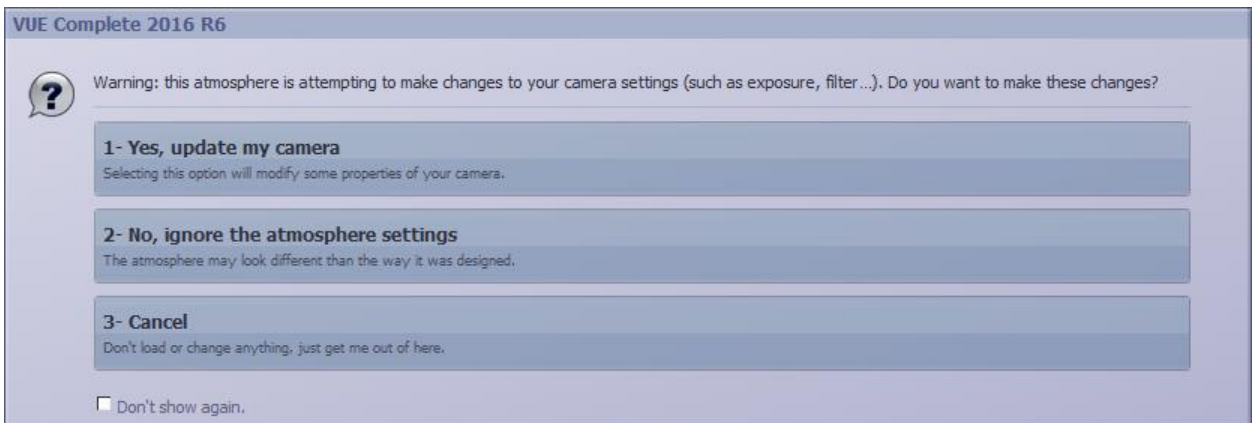 VUE Complete 2016 R6
?
Warning: this atmosphere is attempting to make changes to your camera settings (such as exposure, filter...). Do you want to make these changes?
1- Yes, update my camera
Selecting this option will modify some properties of your camera.
2- No, ignore the atmosphere settings
The atmosphere may look different than the way it was designed.
3- Cancel
Don't load or change anything, just get me out of here.
Don't show again.